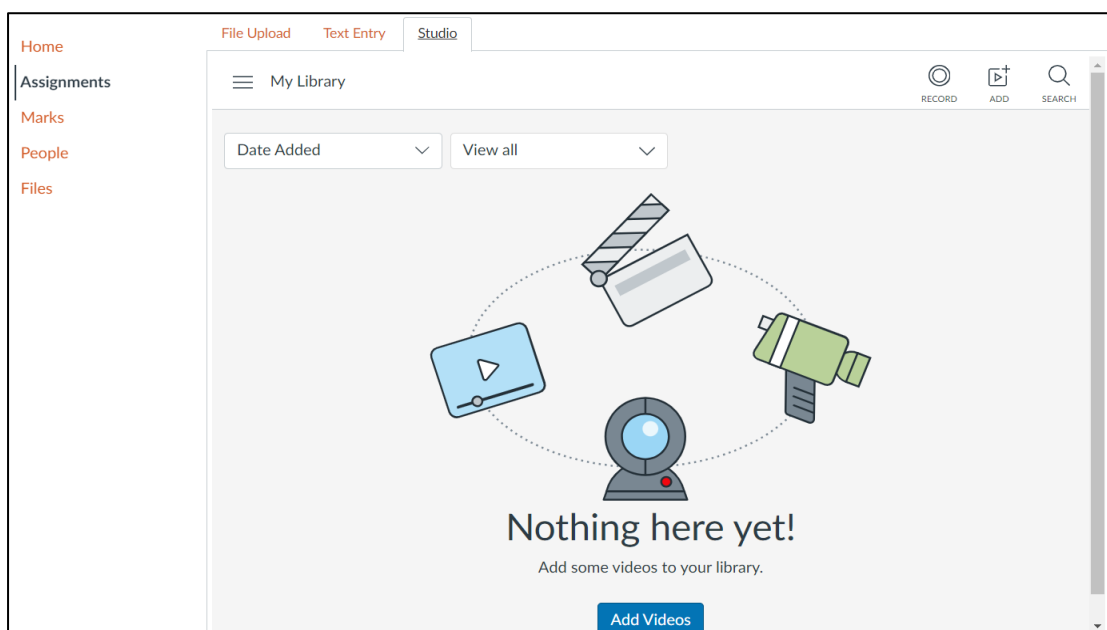 Home
Assignments
Marks
People
Files
File Upload Text Entry Studio
My Library
RECORD ADD SEARCH
Date Added View all
Nothing here yet!
Add some videos to your library.
Add Videos